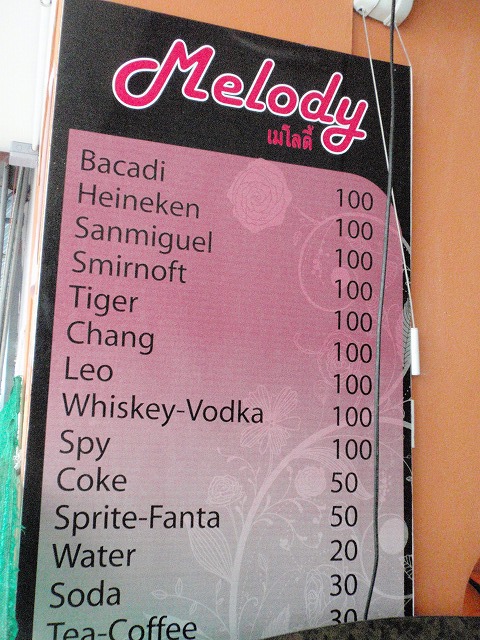 Melody
เมโลดี้
Bacadi 100
Heineken 100
Sanmiguel 100
Smirnoft 100
Tiger 100
Chang 100
Leo 100
Whiskey-Vodka 100
Spy 100
Coke 50
Sprite-Fanta 50
Water 20
Soda 30
Tea-Coffee 30